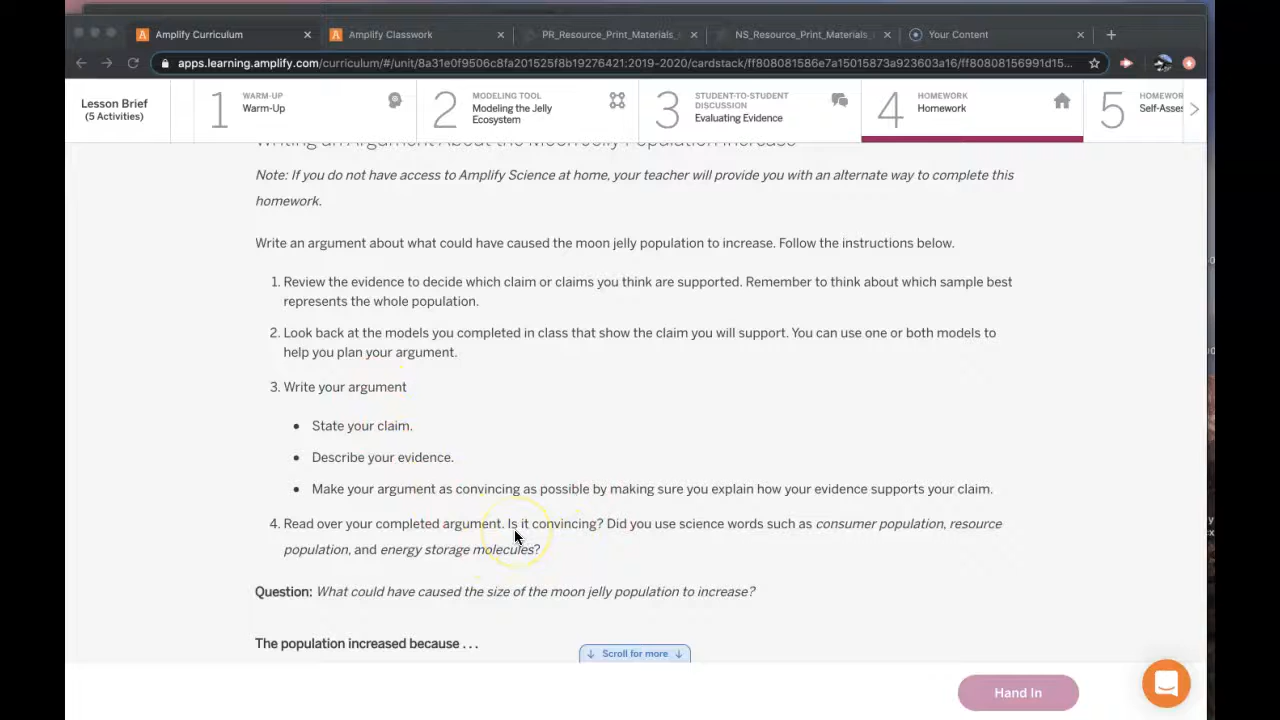 Amplify Curriculum
Amplify Classwork
PR_Resource_Print_Materials_
NS_Resource_Print_Materials_
Your Content
apps.learning.amplify.com/curriculum/#/unit/8a31e0f9506c8fa201525f8b19276421:2019-2020/cardstack/ff808081586e7a15015873a923603a16/ff80808156991d15...
Lesson Brief
(5 Activities)
1
WARM-UP
Warm-Up
2
MODELING TOOL
Modeling the Jelly
Ecosystem
3
STUDENT-TO-STUDENT
DISCUSSION
Evaluating Evidence
4
HOMEWORK
Homework
5
HOMEWOR
Self-Asses
Writing an Argument About the Moon Jelly Population Increase
Note: If you do not have access to Amplify Science at home, your teacher will provide you with an alternate way to complete this
homework.
Write an argument about what could have caused the moon jelly population to increase. Follow the instructions below.
1. Review the evidence to decide which claim or claims you think are supported. Remember to think about which sample best
represents the whole population.
2. Look back at the models you completed in class that show the claim you will support. You can use one or both models to
help you plan your argument.
3. Write your argument
• State your claim.
• Describe your evidence.
• Make your argument as convincing as possible by making sure you explain how your evidence supports your claim.
4. Read over your completed argument. Is it convincing? Did you use science words such as consumer population, resource
population, and energy storage molecules?
Question: What could have caused the size of the moon jelly population to increase?
The population increased because . . .
↓ Scroll for more ↓
Hand In